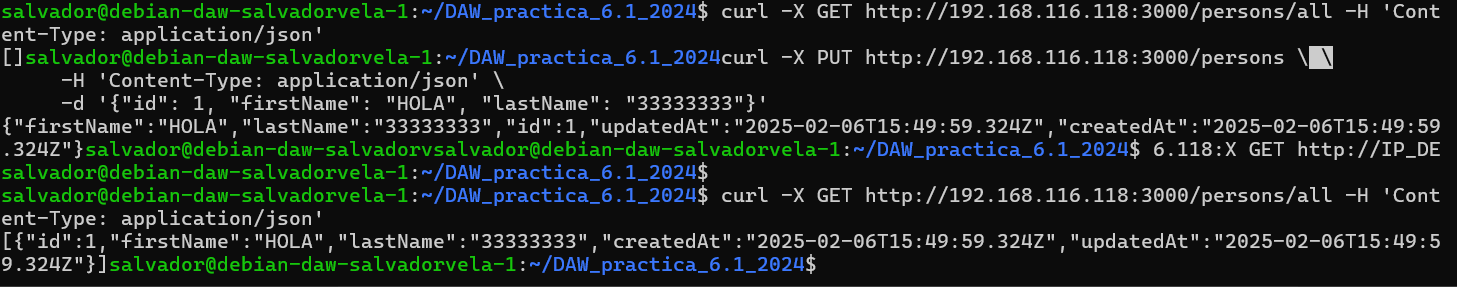 salvador@debian-daw-salvadorvela-1:~/DAW_practica_6.1_2024$ curl -X GET http://192.168.116.118:3000/persons/all -H 'Cont
ent-Type: application/json'
[]salvador@debian-daw-salvadorvela-1:~/DAW_practica_6.1_2024curl -X PUT http://192.168.116.118:3000/persons \ \
     -H 'Content-Type: application/json' \
     -d '{"id": 1, "firstName": "HOLA", "lastName": "33333333"}'
{"firstName":"HOLA","lastName":"33333333","id":1,"updatedAt":"2025-02-06T15:49:59.324Z","createdAt":"2025-02-06T15:49:59
.324Z"}salvador@debian-daw-salvadorvsalvador@debian-daw-salvadorvela-1:~/DAW_practica_6.1_2024$ 6.118:X GET http://IP_DE
salvador@debian-daw-salvadorvela-1:~/DAW_practica_6.1_2024$
salvador@debian-daw-salvadorvela-1:~/DAW_practica_6.1_2024$ curl -X GET http://192.168.116.118:3000/persons/all -H 'Cont
ent-Type: application/json'
[{"id":1,"firstName":"HOLA","lastName":"33333333","createdAt":"2025-02-06T15:49:59.324Z","updatedAt":"2025-02-06T15:49:5
9.324Z"}]salvador@debian-daw-salvadorvela-1:~/DAW_practica_6.1_2024$